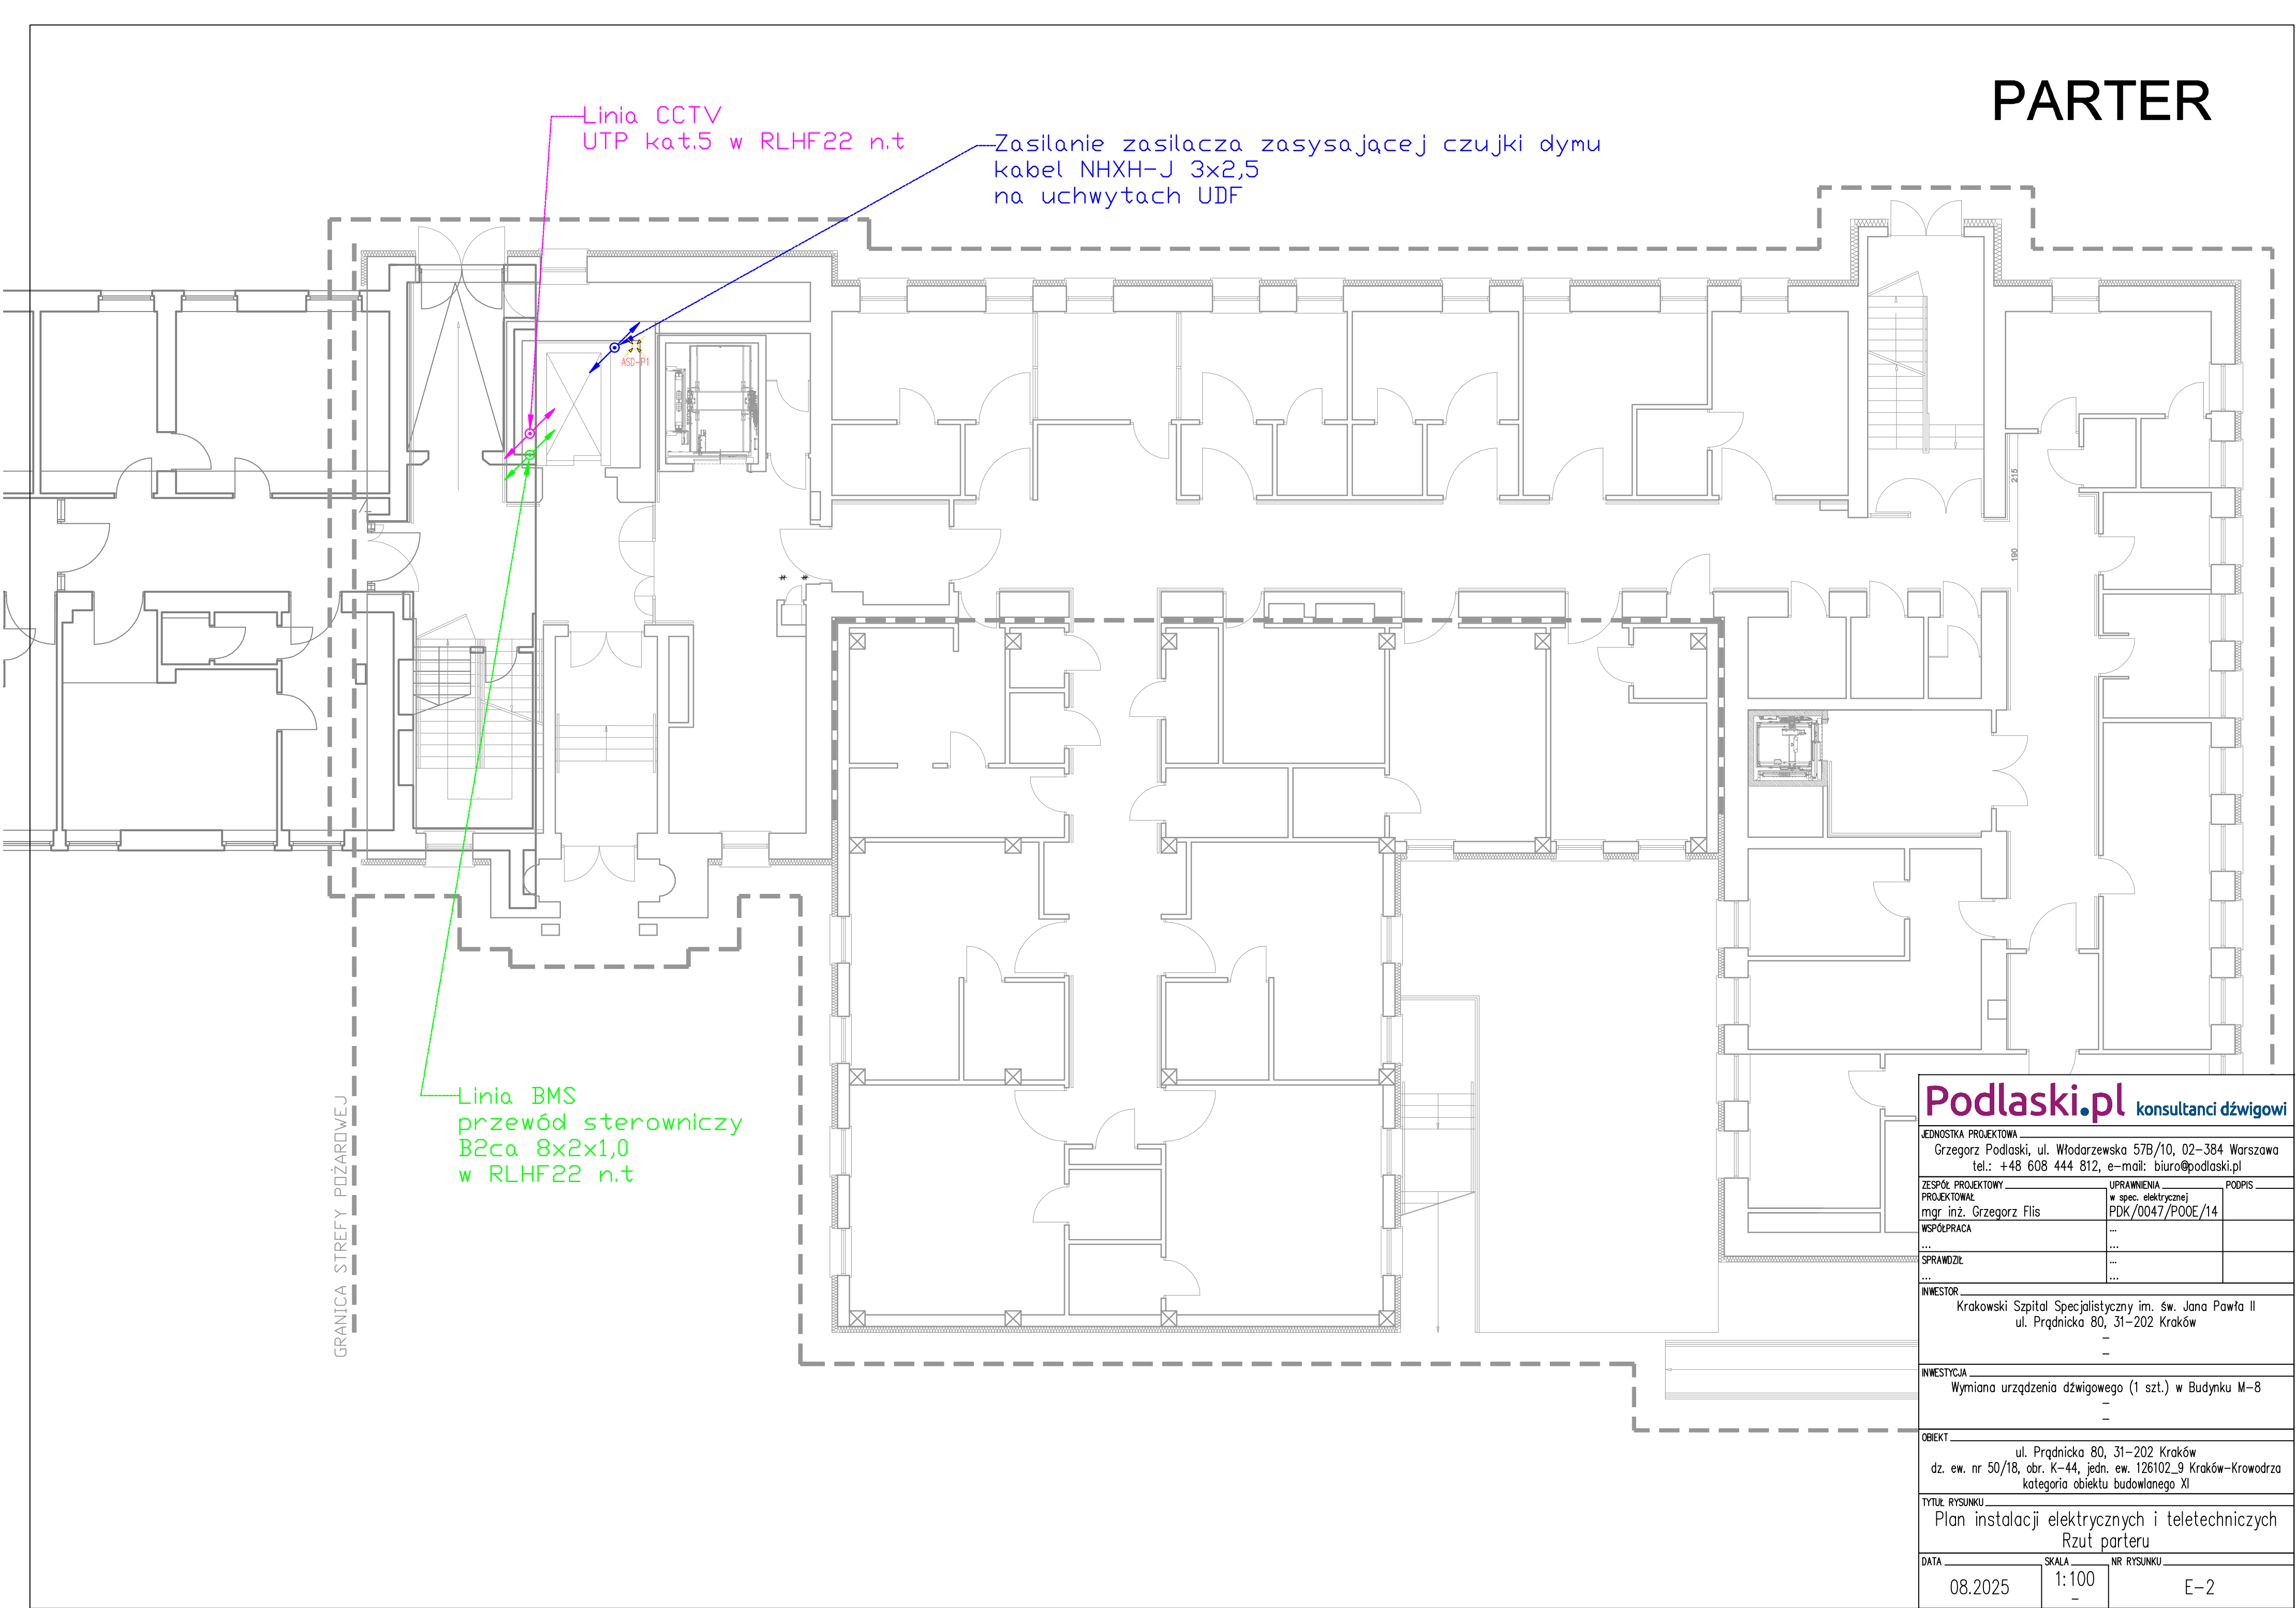 PARTER
Linia CCTV
UTP kat.5 w RLHF22 n.t
Zasilanie zasilacza zasysającej czujki dymu
kabel NHXH-J 3x2,5
na uchwytach UDF
ASD-P1
215
190
Linia BMS
przewód sterowniczy
B2ca 8x2x1,0
w RLHF22 n.t
GRANICA STREFY POŻAROWEJ
Podlaski.pl konsultanci dźwigowi
JEDNOSTKA PROJEKTOWA
Grzegorz Podlaski, ul. Włodarzewska 57B/10, 02-384 Warszawa
tel.: +48 608 444 812, e-mail: biuro@podlaski.pl
ZESPÓŁ PROJEKTOWY UPRAWNIENIA PODPIS
PROJEKTOWAŁ w spec. elektrycznej
mgr inż. Grzegorz Flis PDK/0047/POOE/14
WSPÓŁPRACA ...
... ...
SPRAWDZIŁ ...
... ...
INWESTOR
Krakowski Szpital Specjalistyczny im. św. Jana Pawła II
ul. Prądnicka 80, 31-202 Kraków
-
-
INWESTYCJA
Wymiana urządzenia dźwigowego (1 szt.) w Budynku M-8
-
-
OBIEKT
ul. Prądnicka 80, 31-202 Kraków
dz. ew. nr 50/18, obr. K-44, jedn. ew. 126102_9 Kraków-Krowodrza
kategoria obiektu budowlanego XI
TYTUŁ RYSUNKU
Plan instalacji elektrycznych i teletechniczych
Rzut parteru
DATA SKALA NR RYSUNKU
08.2025 1:100 E-2
-